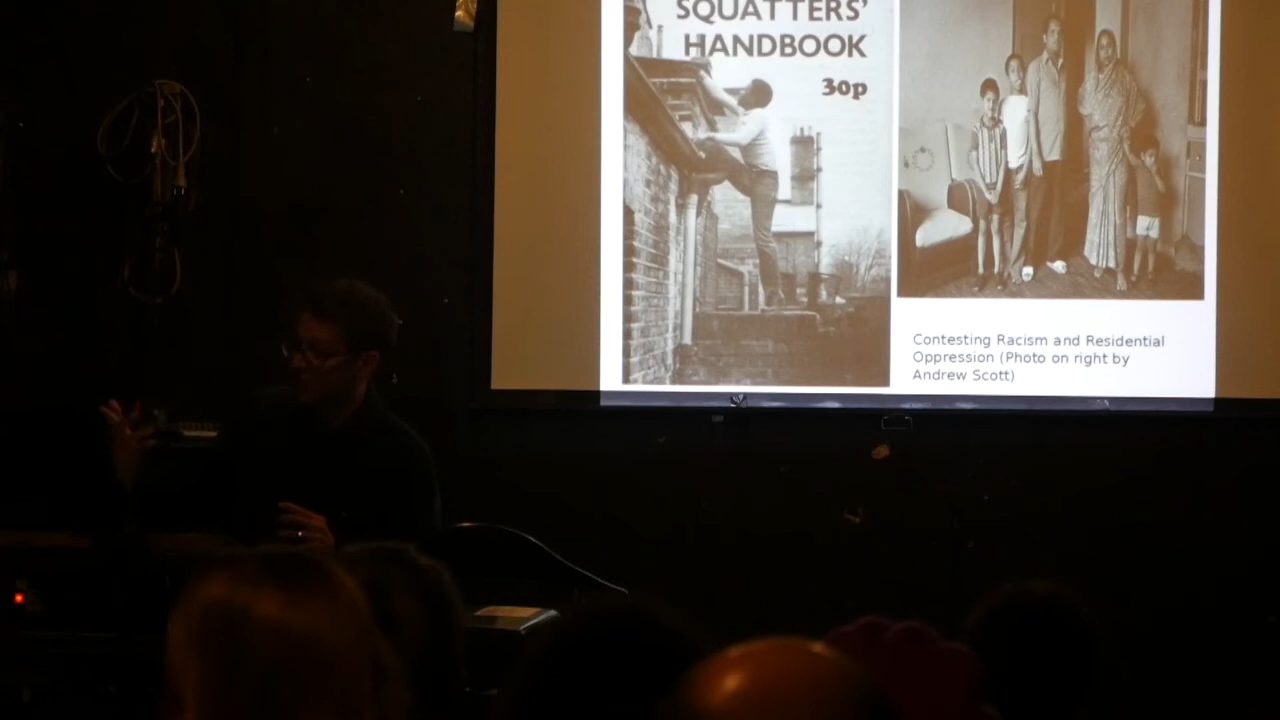 SQUATTERS'
HANDBOOK
30p
Contesting Racism and Residential
Oppression (Photo on right by
Andrew Scott)